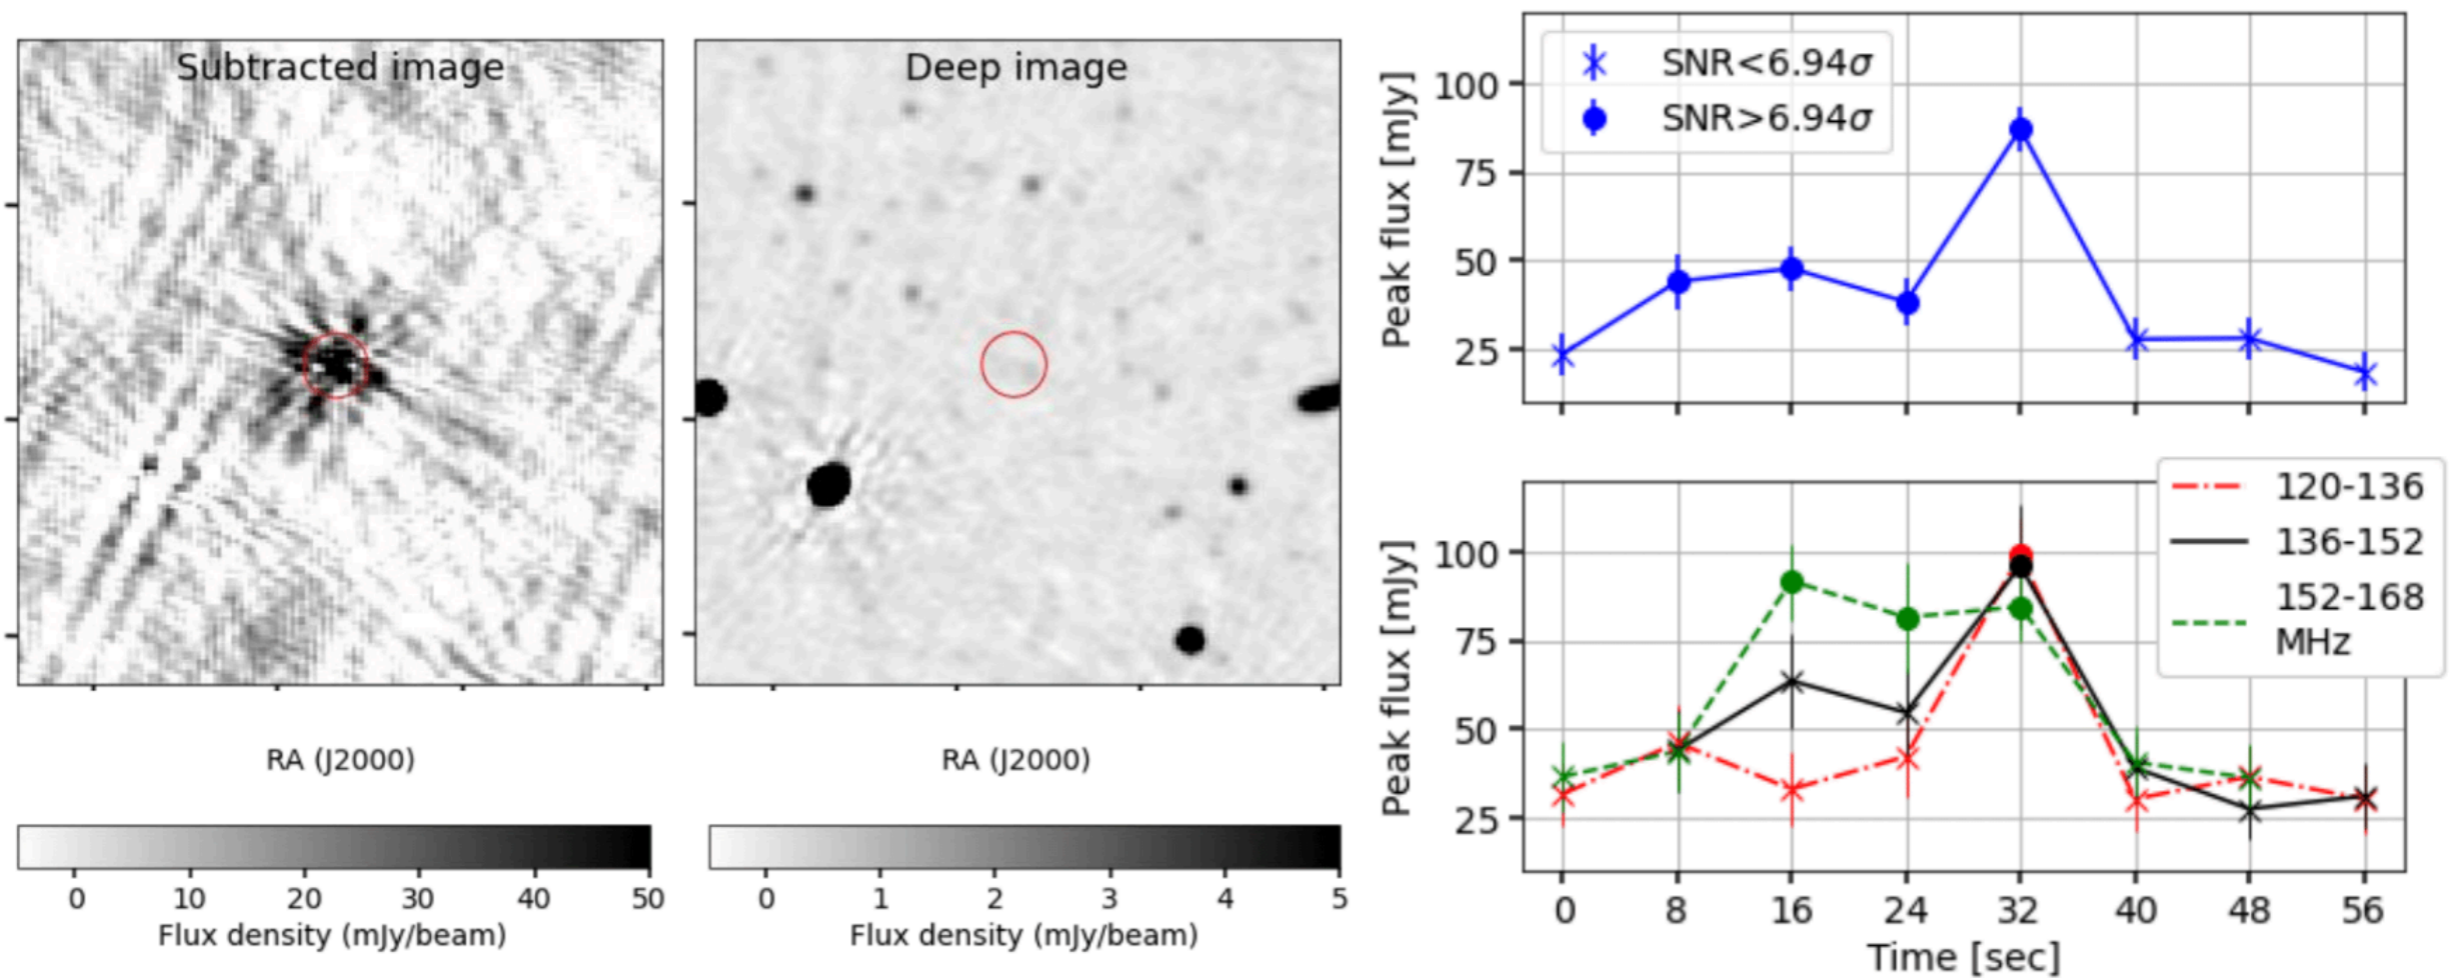 Subtracted image
RA (J2000)
0 10 20 30 40 50
Flux density (mJy/beam)
Deep image
RA (J2000)
0 1 2 3 4 5
Flux density (mJy/beam)
Peak flux [mJy]
100
75
50
25
SNR<6.94σ
SNR>6.94σ
Peak flux [mJy]
100
75
50
25
120-136
136-152
152-168
MHz
0 8 16 24 32 40 48 56
Time [sec]